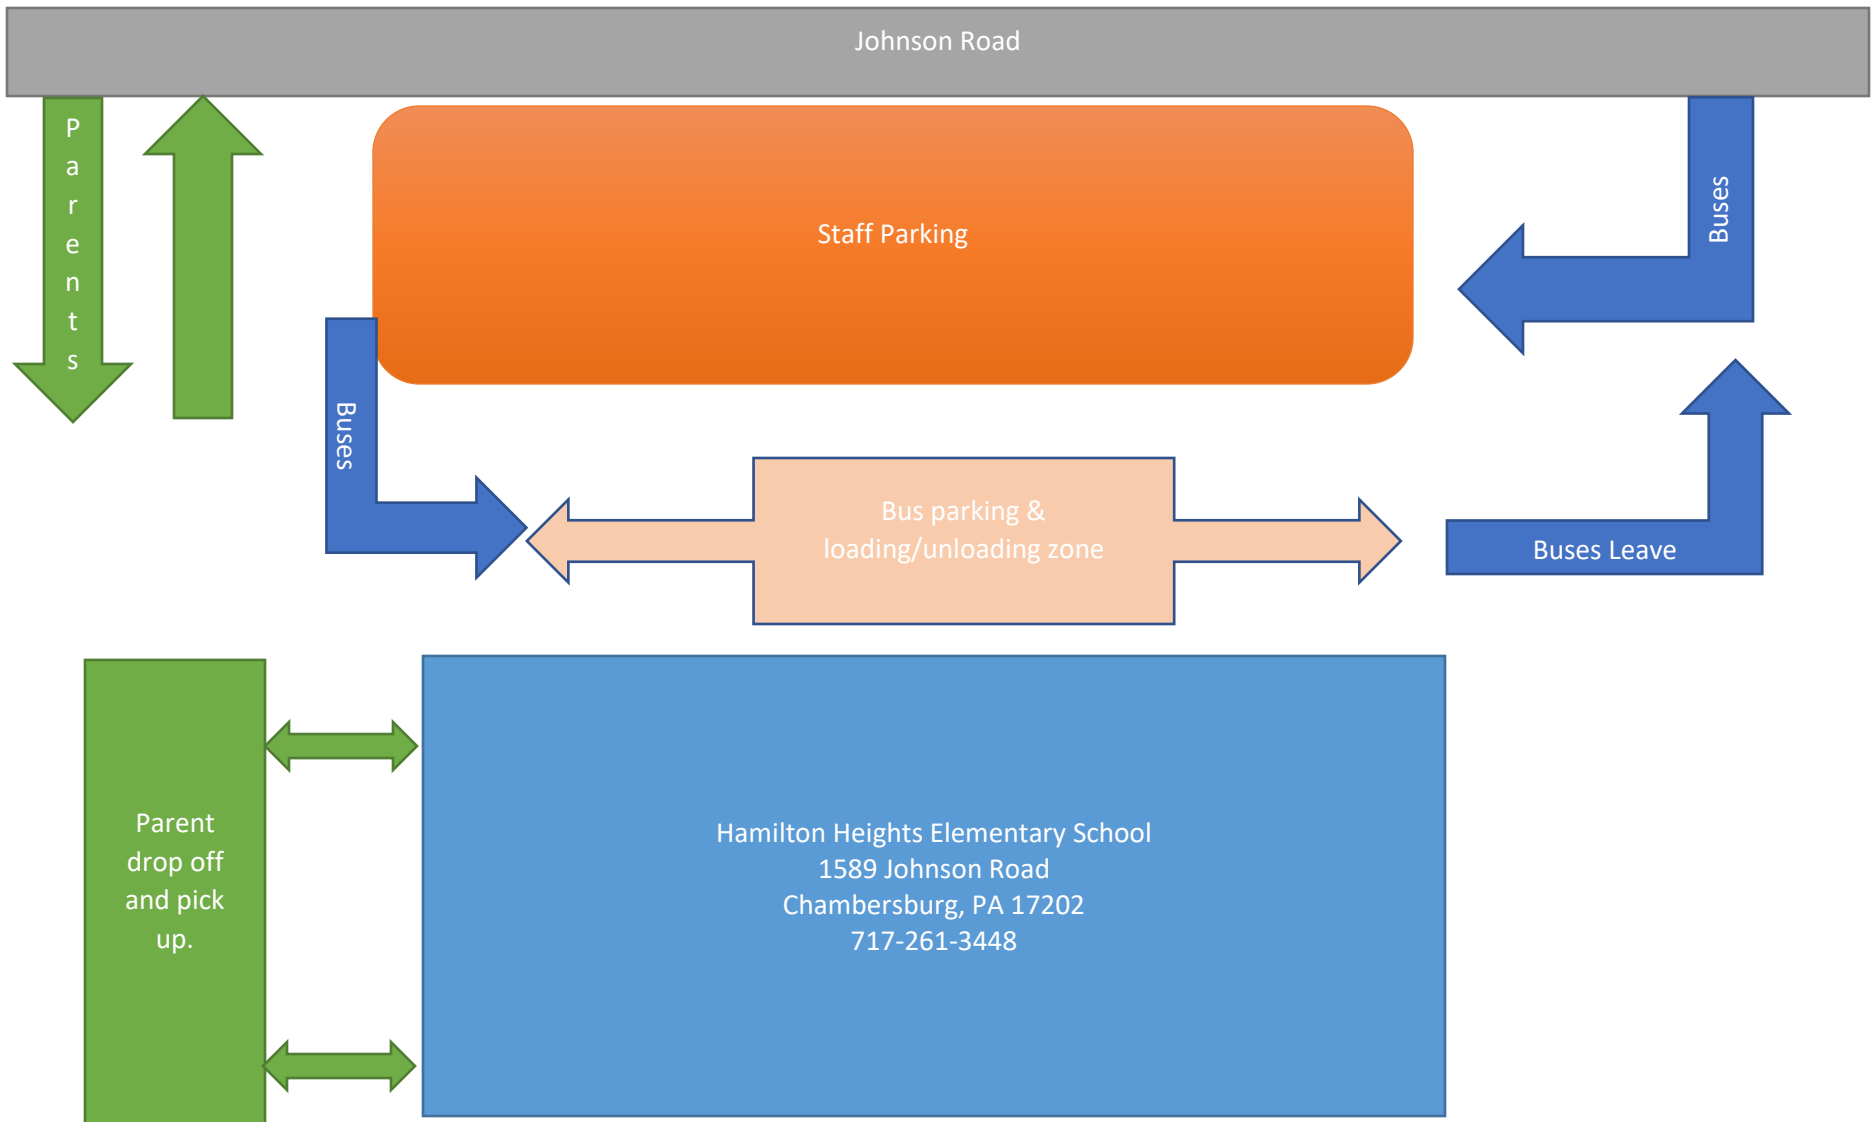 Johnson Road
Parents
Staff Parking
Buses
Buses
Bus parking &
loading/unloading zone
Buses Leave
Parent
drop off
and pick
up.
Hamilton Heights Elementary School
1589 Johnson Road
Chambersburg, PA 17202
717-261-3448